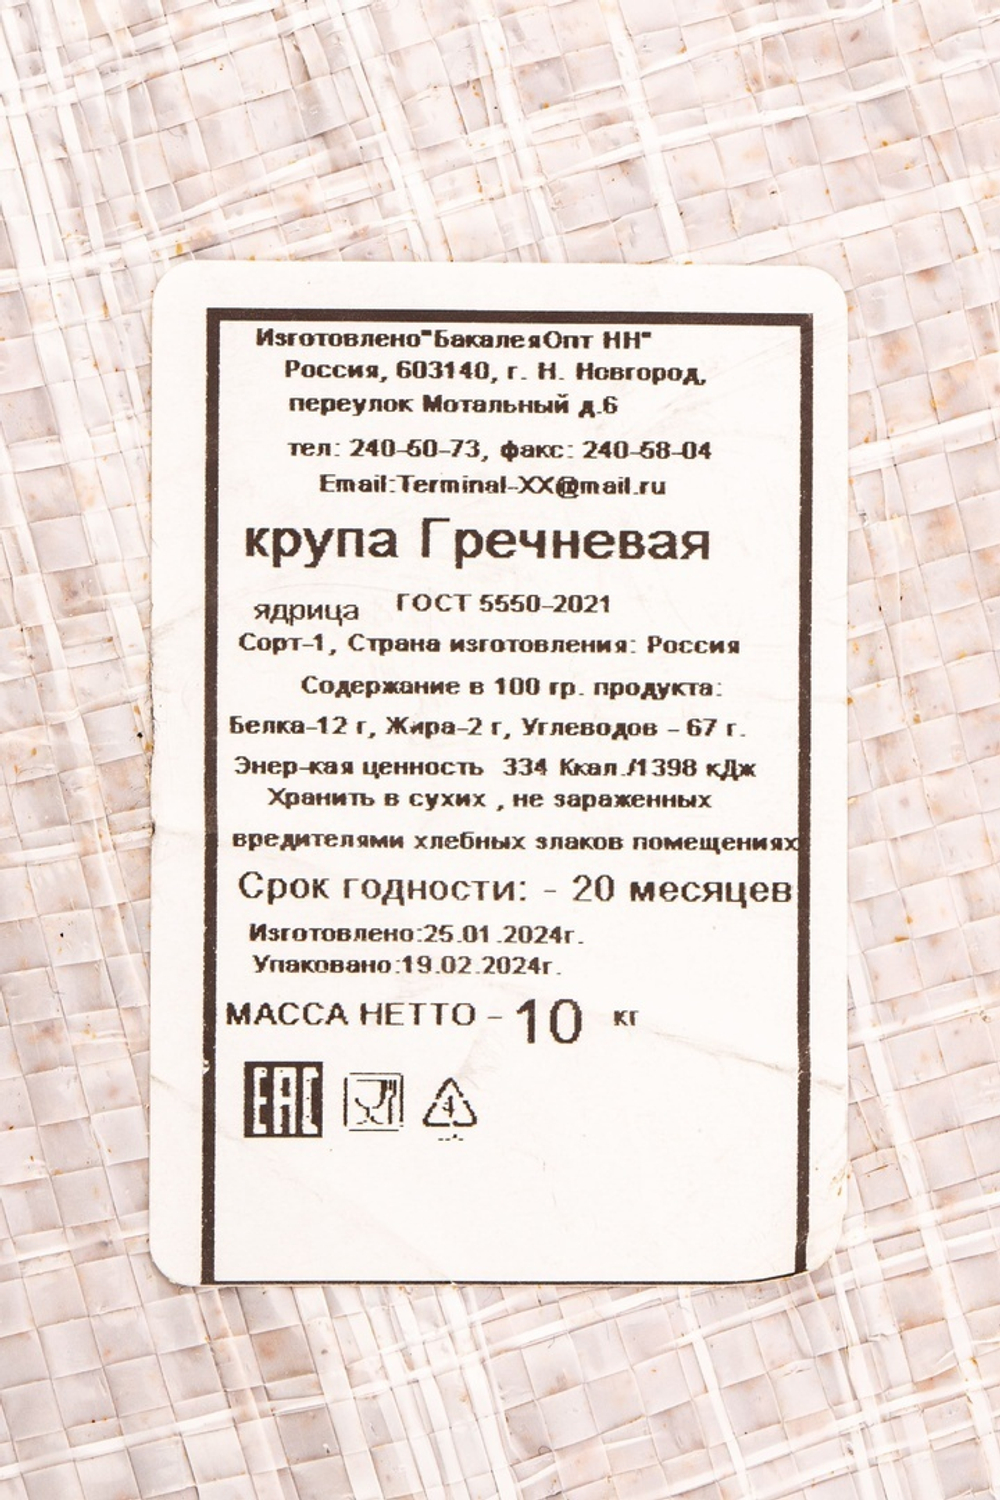 Изготовлено"БакалеяОпт НН"
Россия, 603140, г. Н. Новгород,
переулок Мотальный д.6
тел: 240-50-73, факс: 240-58-04
Email:Terminal-XX@mail.ru
крупа Гречневая
ядрица ГОСТ 5550-2021
Сорт-1, Страна изготовления: Россия
Содержание в 100 гр. продукта:
Белка-12 г, Жира-2 г, Углеводов - 67 г.
Энер-кая ценность 334 Ккал./1398 кДж
Хранить в сухих , не зараженных
вредителями хлебных злаков помещениях
Срок годности: - 20 месяцев
Изготовлено:25.01.2024г.
Упаковано:19.02.2024г.
МАССА НЕТТО - 10 кг
EAC 4